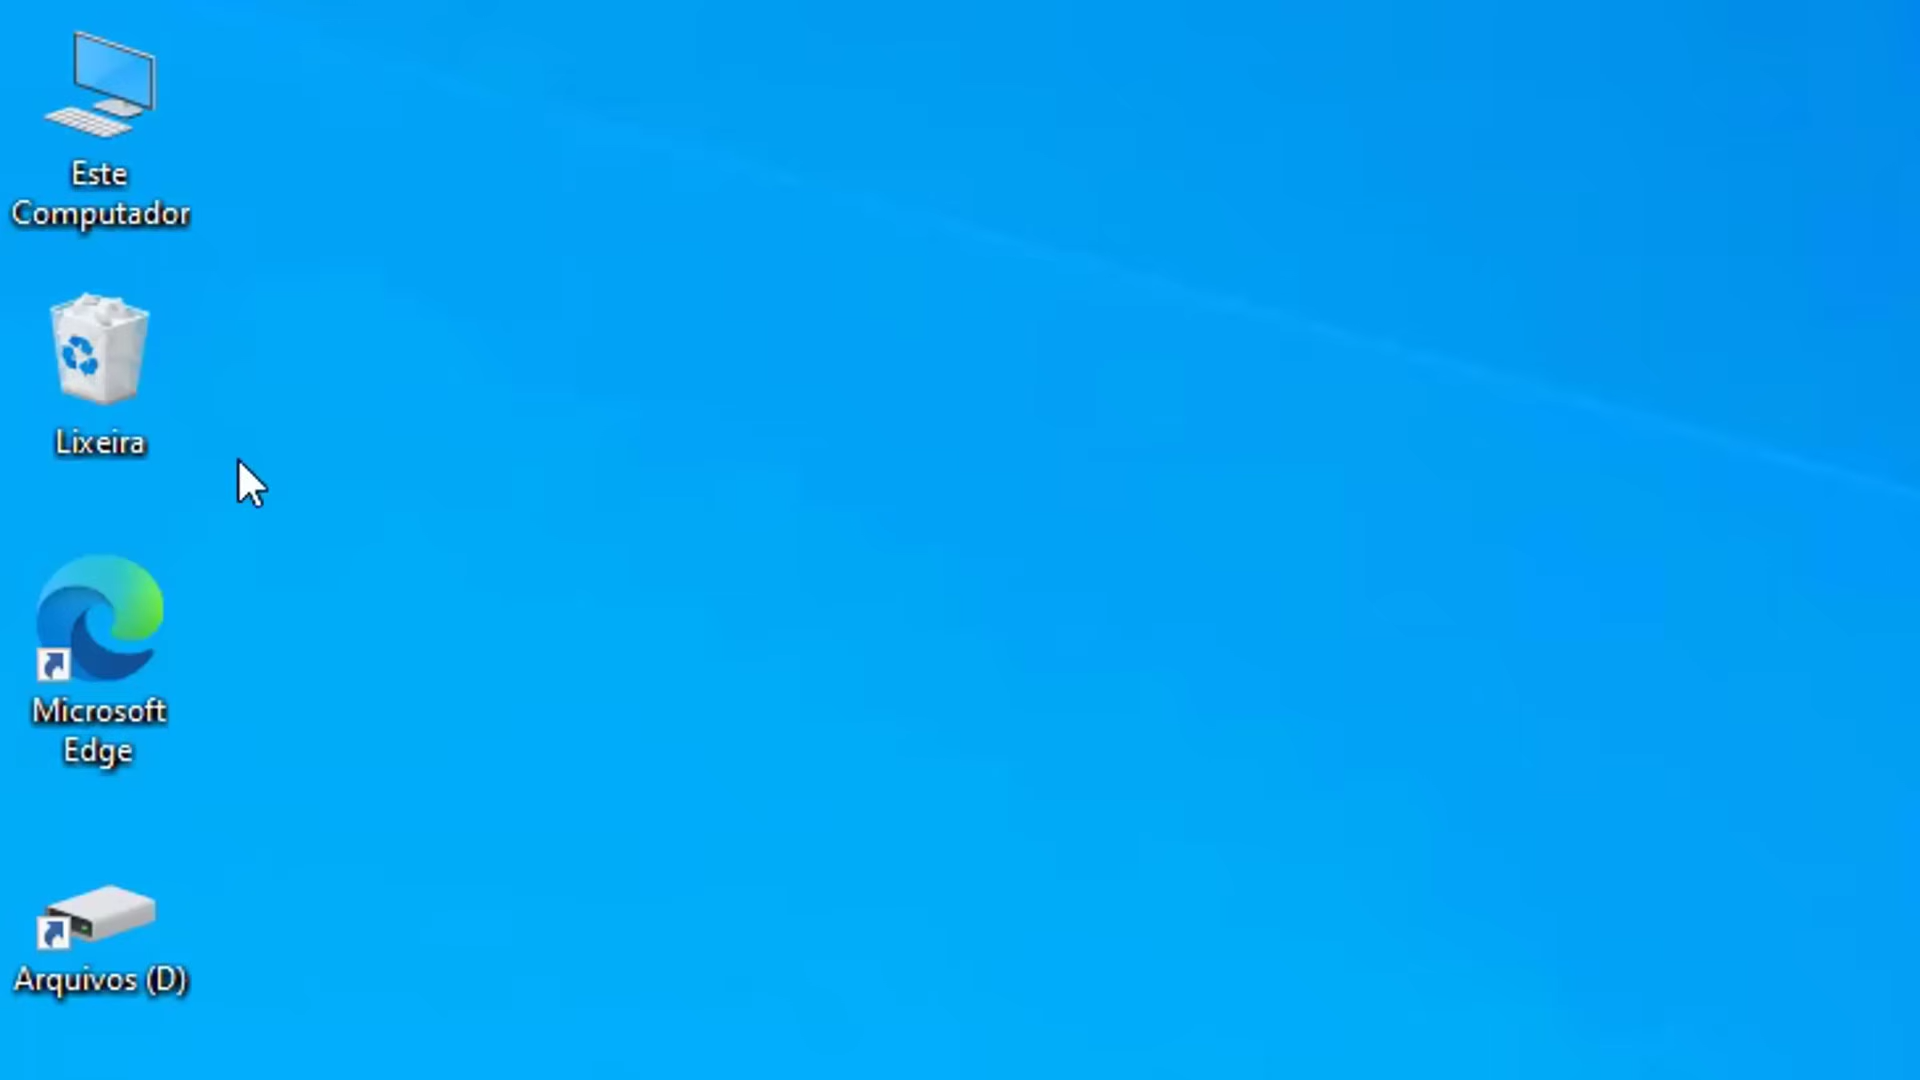 Este
Computador
Lixeira
Microsoft
Edge
Arquivos (D)